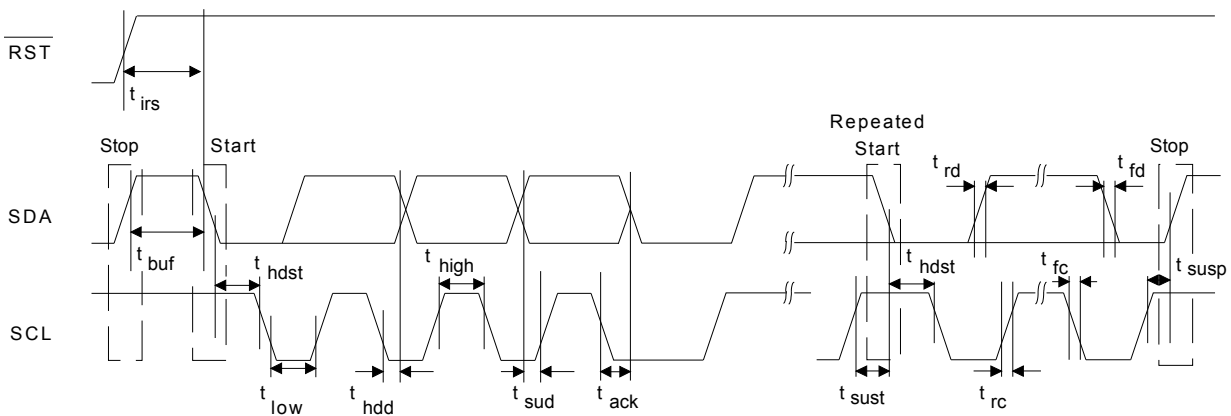 RST
t irs
Stop
Start
Repeated
Start
Stop
t rd
t fd
SDA
t buf
t hdst
t high
t hdst
t fc
t susp
SCL
t low
t hdd
t sud
t ack
t sust
t rc